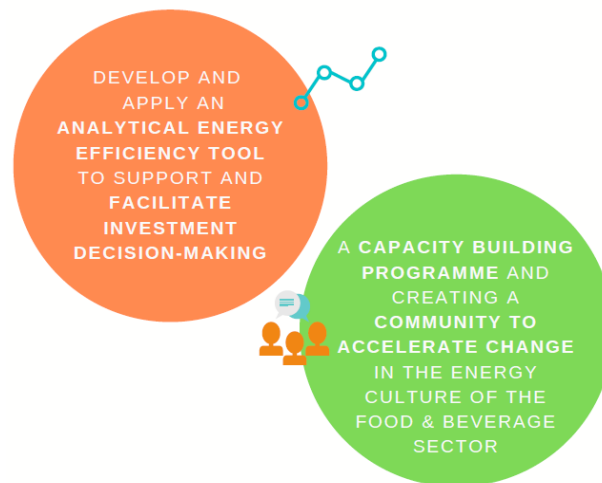 DEVELOP AND
APPLY AN
ANALYTICAL ENERGY
EFFICIENCY TOOL
TO SUPPORT AND
FACILITATE
INVESTMENT
DECISION-MAKING
A CAPACITY BUILDING
PROGRAMME AND
CREATING A
COMMUNITY TO
ACCELERATE CHANGE
IN THE ENERGY
CULTURE OF THE
FOOD & BEVERAGE
SECTOR